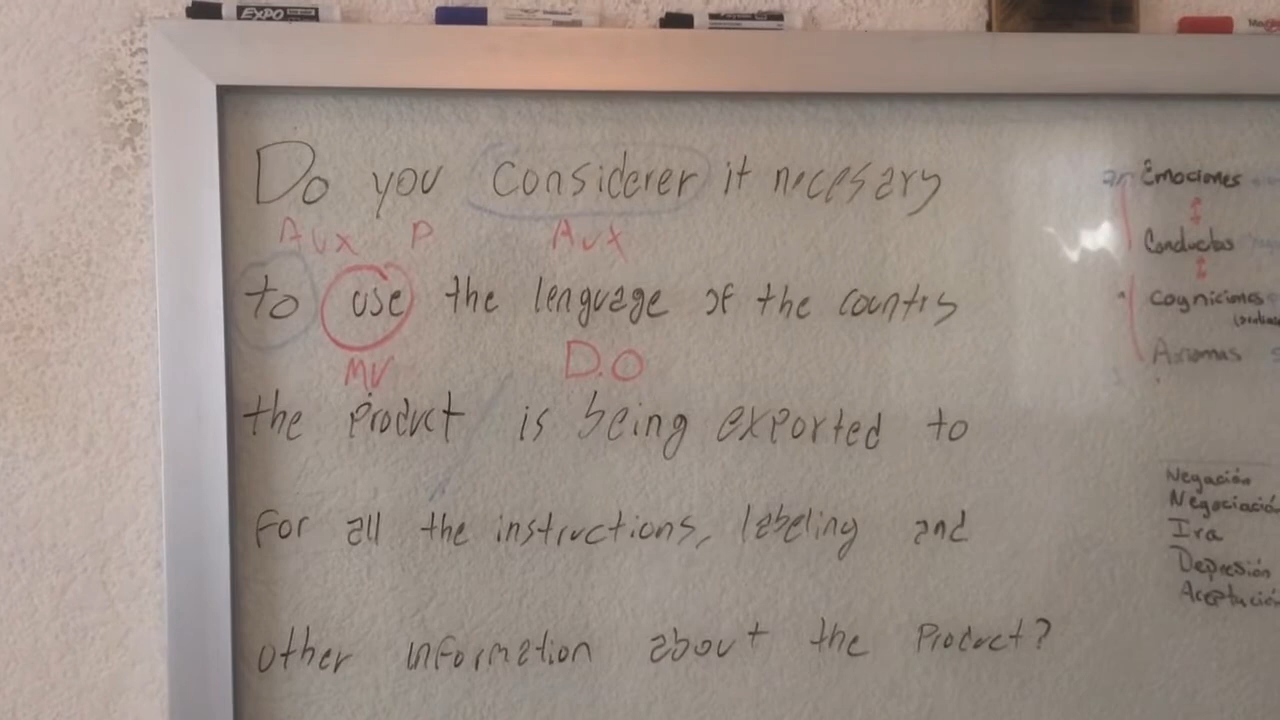 EXPO
Do you Considerer it necesary
Aux P Aux
to use the lenguage of the country
MV D.O
the product is being exported to
For all the instructions, labeling and
other information about the Product?
Emociones
Conductas
Cogniciones
Axiomas
Negación
Negociación
Ira
Depresión
Aceptación